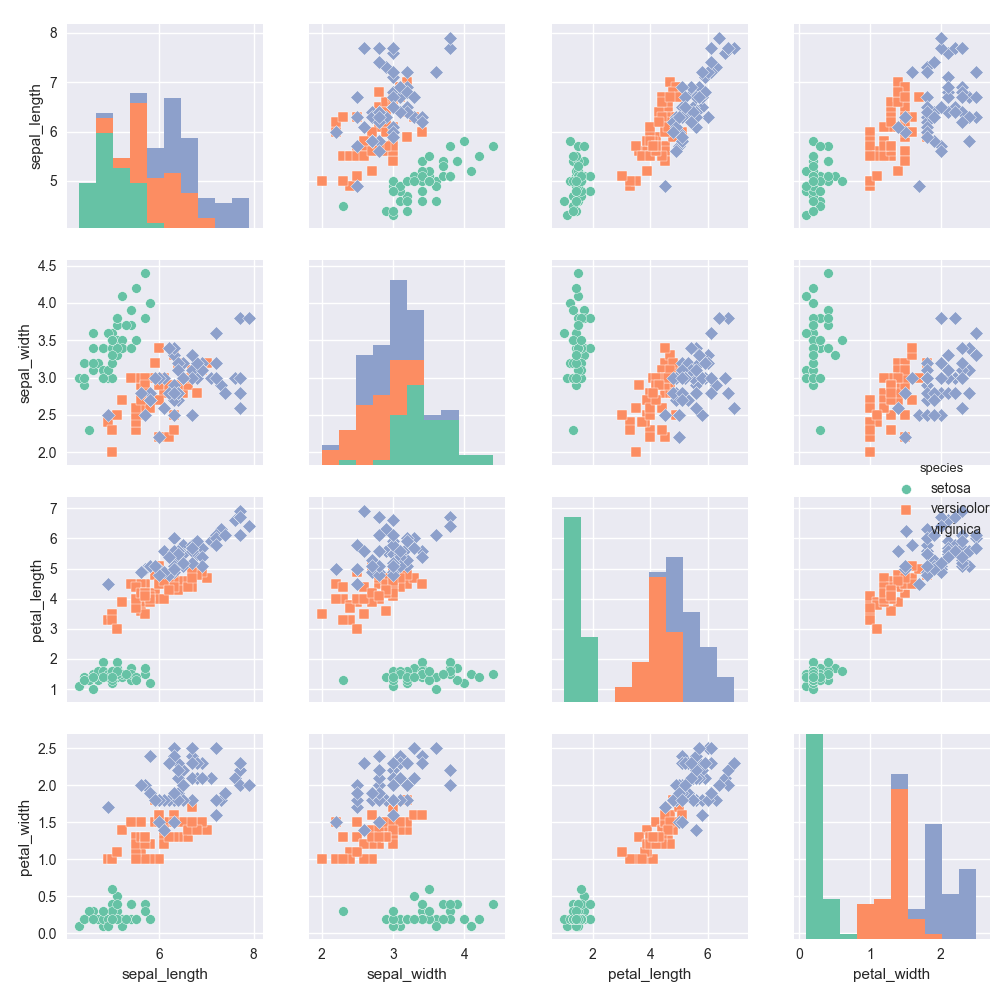 8
7
6
5
sepal_length
4.5
4.0
3.5
3.0
2.5
2.0
sepal_width
species
setosa
versicolor
virginica
7
6
5
4
3
2
1
petal_length
2.5
2.0
1.5
1.0
0.5
0.0
petal_width
6 8
2 3 4
2 4 6
0 1 2
sepal_length sepal_width petal_length petal_width